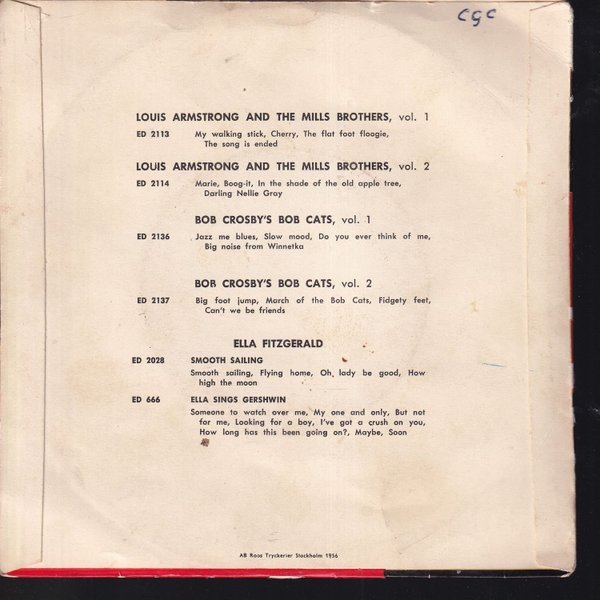 CGC
LOUIS ARMSTRONG AND THE MILLS BROTHERS, vol. 1
ED 2113 My walking stick, Cherry, The flat foot floogie,
The song is ended
LOUIS ARMSTRONG AND THE MILLS BROTHERS, vol. 2
ED 2114 Marie, Boog-it, In the shade of the old apple tree,
Darling Nellie Gray
BOB CROSBY'S BOB CATS, vol. 1
ED 2136 Jazz me blues, Slow mood, Do you ever think of me,
Big noise from Winnetka
BOB CROSBY'S BOB CATS, vol. 2
ED 2137 Big foot jump, March of the Bob Cats, Fidgety feet,
Can't we be friends
ELLA FITZGERALD
ED 2028 SMOOTH SAILING
Smooth sailing, Flying home, Oh, lady be good, How
high the moon
ED 666 ELLA SINGS GERSHWIN
Someone to watch over me, My one and only, But not
for me, Looking for a boy, I've got a crush on you,
How long has this been going on?, Maybe, Soon
AB Roos Tryckerier Stockholm 1956